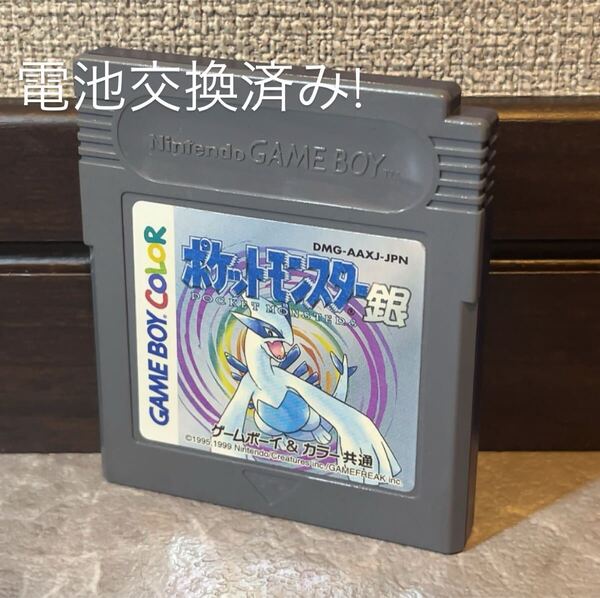 電池交換済み!
Nintendo GAME BOY TM
DMG-AAXJ-JPN
ポケットモンスター銀
POCKET MONSTERS
GAME BOY COLOR
ゲームボーイ & カラー共通
©1995,1999 Nintendo/Creatures inc./GAMEFREAK inc.